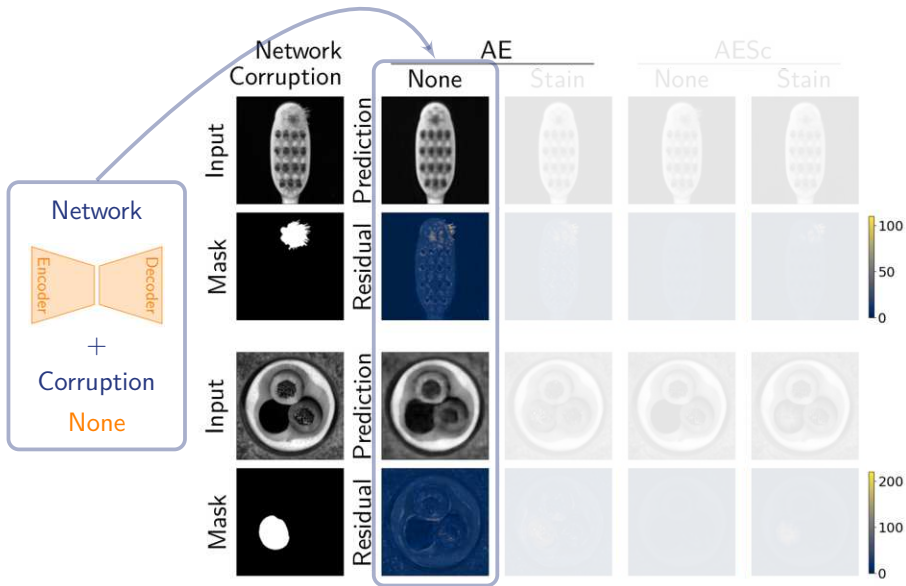 Network
Corruption
AE
AESc
None
Stain
None
Stain
Input
Prediction
Mask
Residual
100
50
0
Network
Encoder
Decoder
+
Corruption
None
Input
Prediction
Mask
Residual
200
100
0